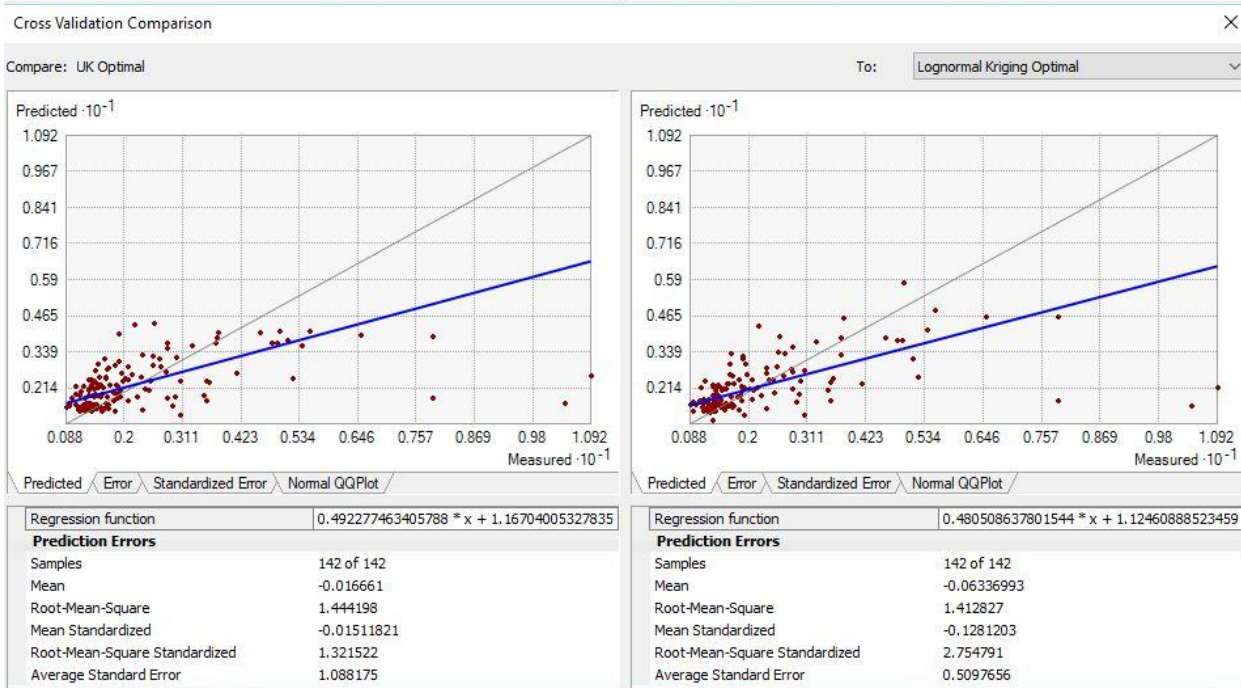 Cross Validation Comparison
Compare: UK Optimal
To: Lognormal Kriging Optimal
Predicted ·10-1
1.092
0.967
0.841
0.716
0.59
0.465
0.339
0.214
0.088 0.2 0.311 0.423 0.534 0.646 0.757 0.869 0.98 1.092
Measured ·10-1
Predicted Error Standardized Error Normal QQPlot
Regression function 0.492277463405788 * x + 1.16704005327835
Prediction Errors
Samples 142 of 142
Mean -0.016661
Root-Mean-Square 1.444198
Mean Standardized -0.01511821
Root-Mean-Square Standardized 1.321522
Average Standard Error 1.088175
Predicted ·10-1
1.092
0.967
0.841
0.716
0.59
0.465
0.339
0.214
0.088 0.2 0.311 0.423 0.534 0.646 0.757 0.869 0.98 1.092
Measured ·10-1
Predicted Error Standardized Error Normal QQPlot
Regression function 0.480508637801544 * x + 1.12460888523459
Prediction Errors
Samples 142 of 142
Mean -0.06336993
Root-Mean-Square 1.412827
Mean Standardized -0.1281203
Root-Mean-Square Standardized 2.754791
Average Standard Error 0.5097656